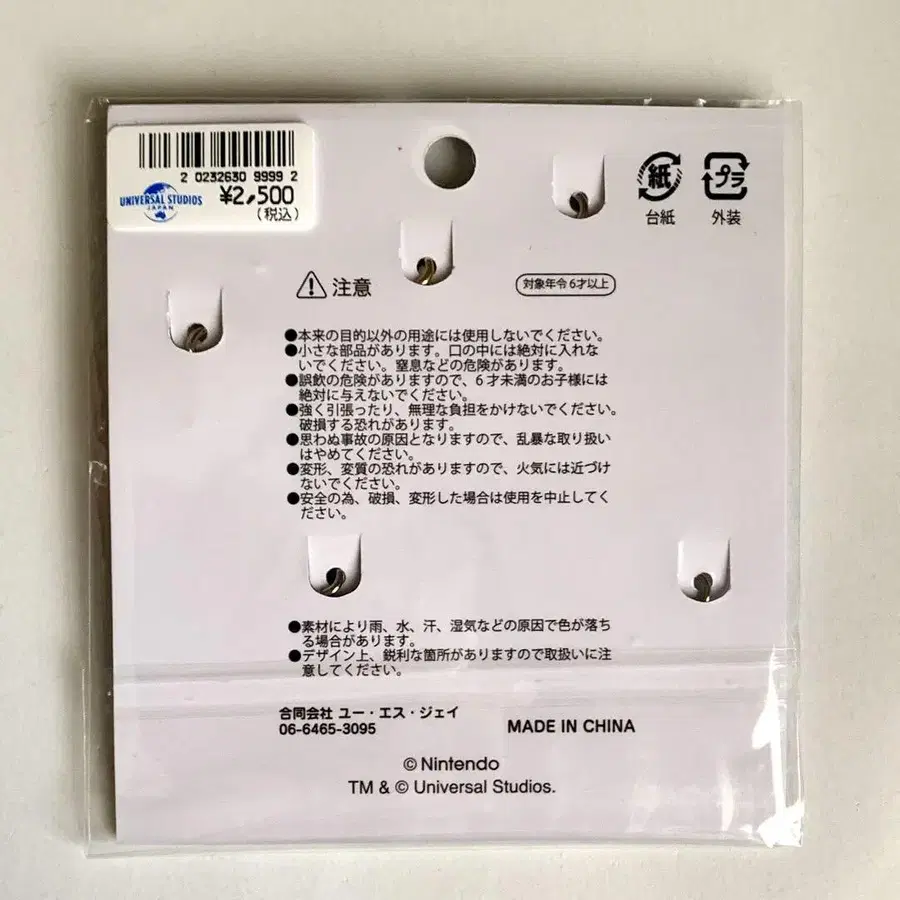 2 0232630 9999 2
UNIVERSAL STUDIOS
JAPAN
¥2,500
(税込)
紙
台紙
プラ
外装
注意
対象年令6才以上
●本来の目的以外の用途には使用しないでください。
●小さな部品があります。口の中には絶対に入れな
いでください。窒息などの危険があります。
●誤飲の危険がありますので、6才未満のお子様には
絶対に与えないでください。
●強く引張ったり、無理な負担をかけないでください。
破損する恐れがあります。
●思わぬ事故の原因となりますので、乱暴な取り扱い
はやめてください。
●変形、変質の恐れがありますので、火気には近づけ
ないでください。
●安全の為、破損、変形した場合は使用を中止してく
ださい。
●素材により雨、水、汗、湿気などの原因で色が落ち
る場合があります。
●デザイン上、鋭利な箇所がありますので取扱いに注
意してください。
合同会社 ユー・エス・ジェイ
06-6465-3095
MADE IN CHINA
© Nintendo
TM & © Universal Studios.